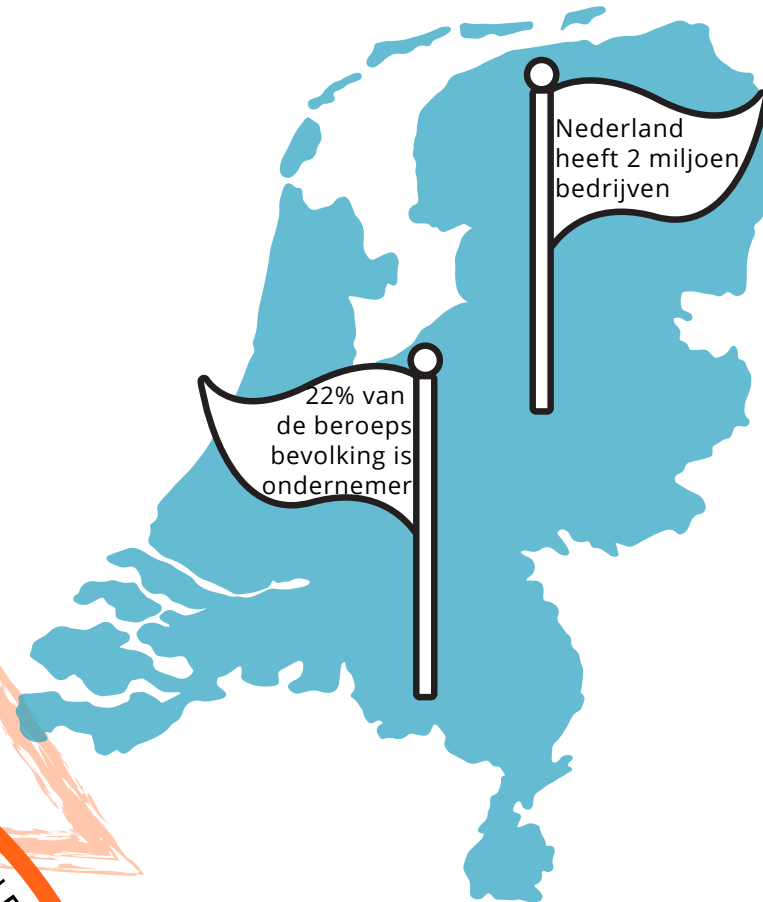 Nederland
heeft 2 miljoen
bedrijven
22% van
de beroeps
bevolking is
ondernemer